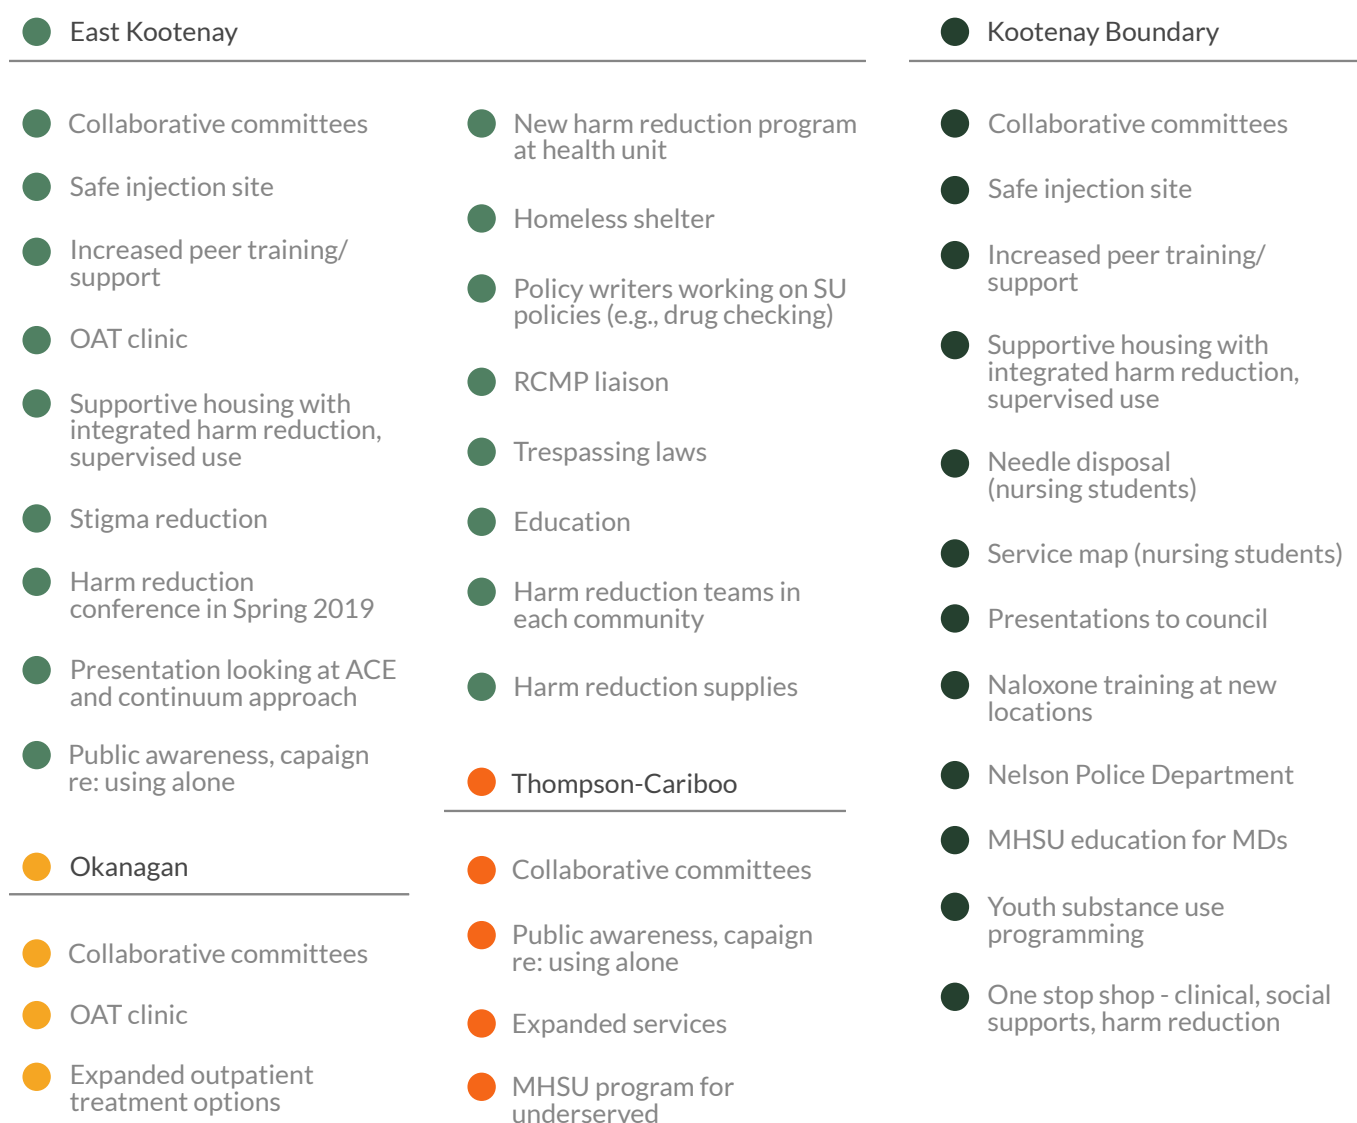 East Kootenay
Collaborative committees
Safe injection site
Increased peer training/
support
OAT clinic
Supportive housing with
integrated harm reduction,
supervised use
Stigma reduction
Harm reduction
conference in Spring 2019
Presentation looking at ACE
and continuum approach
Public awareness, capaign
re: using alone
New harm reduction program
at health unit
Homeless shelter
Policy writers working on SU
policies (e.g., drug checking)
RCMP liaison
Trespassing laws
Education
Harm reduction teams in
each community
Harm reduction supplies
Okanagan
Collaborative committees
OAT clinic
Expanded outpatient
treatment options
Thompson-Cariboo
Collaborative committees
Public awareness, capaign
re: using alone
Expanded services
MHSU program for
underserved
Kootenay Boundary
Collaborative committees
Safe injection site
Increased peer training/
support
Supportive housing with
integrated harm reduction,
supervised use
Needle disposal
(nursing students)
Service map (nursing students)
Presentations to council
Naloxone training at new
locations
Nelson Police Department
MHSU education for MDs
Youth substance use
programming
One stop shop - clinical, social
supports, harm reduction